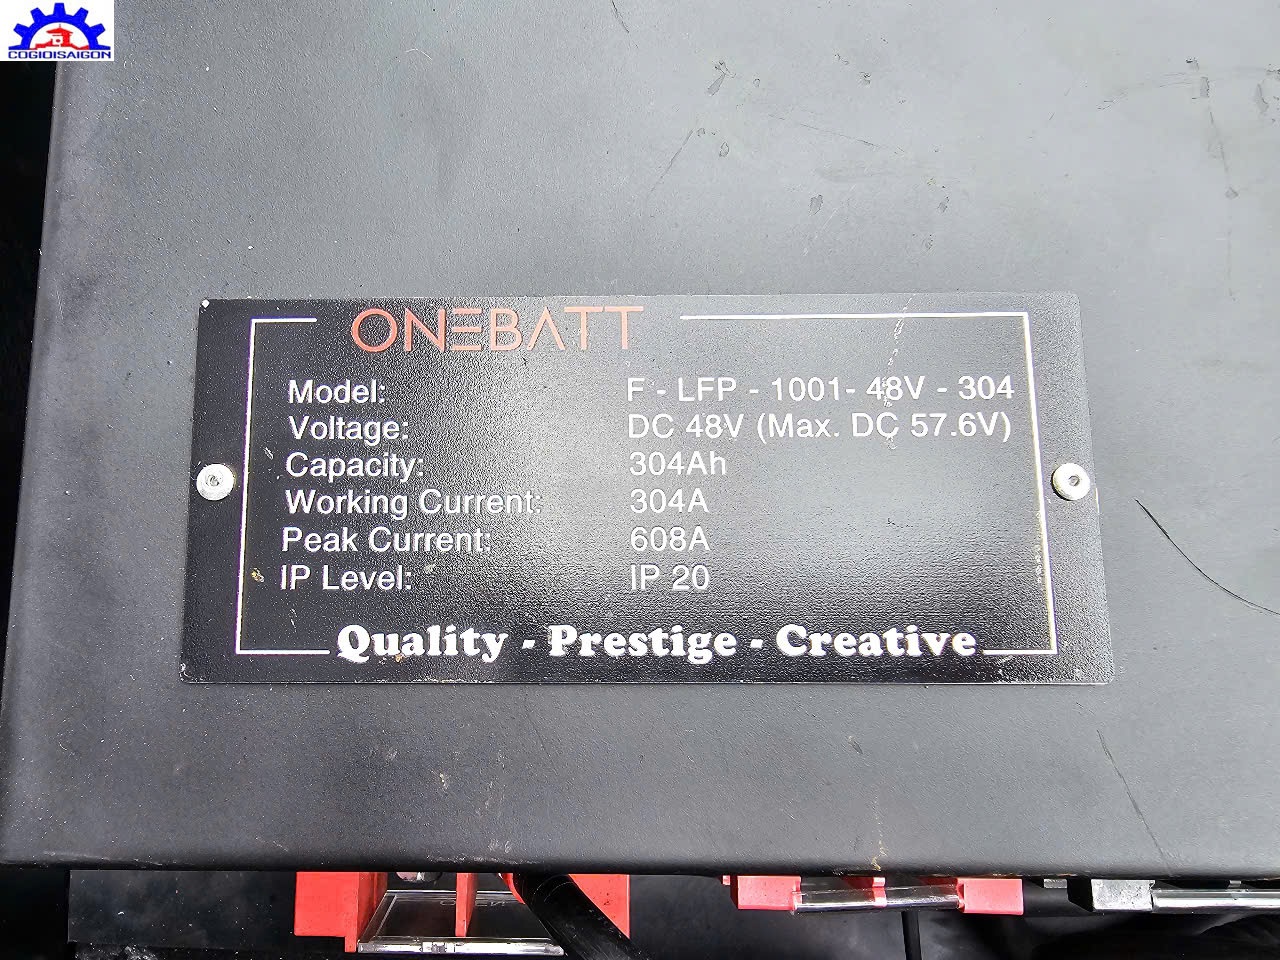 COGIOISAIGON
ONEBATT
Model: F - LFP - 1001- 48V - 304
Voltage: DC 48V (Max. DC 57.6V)
Capacity: 304Ah
Working Current: 304A
Peak Current: 608A
IP Level: IP 20
Quality - Prestige - Creative